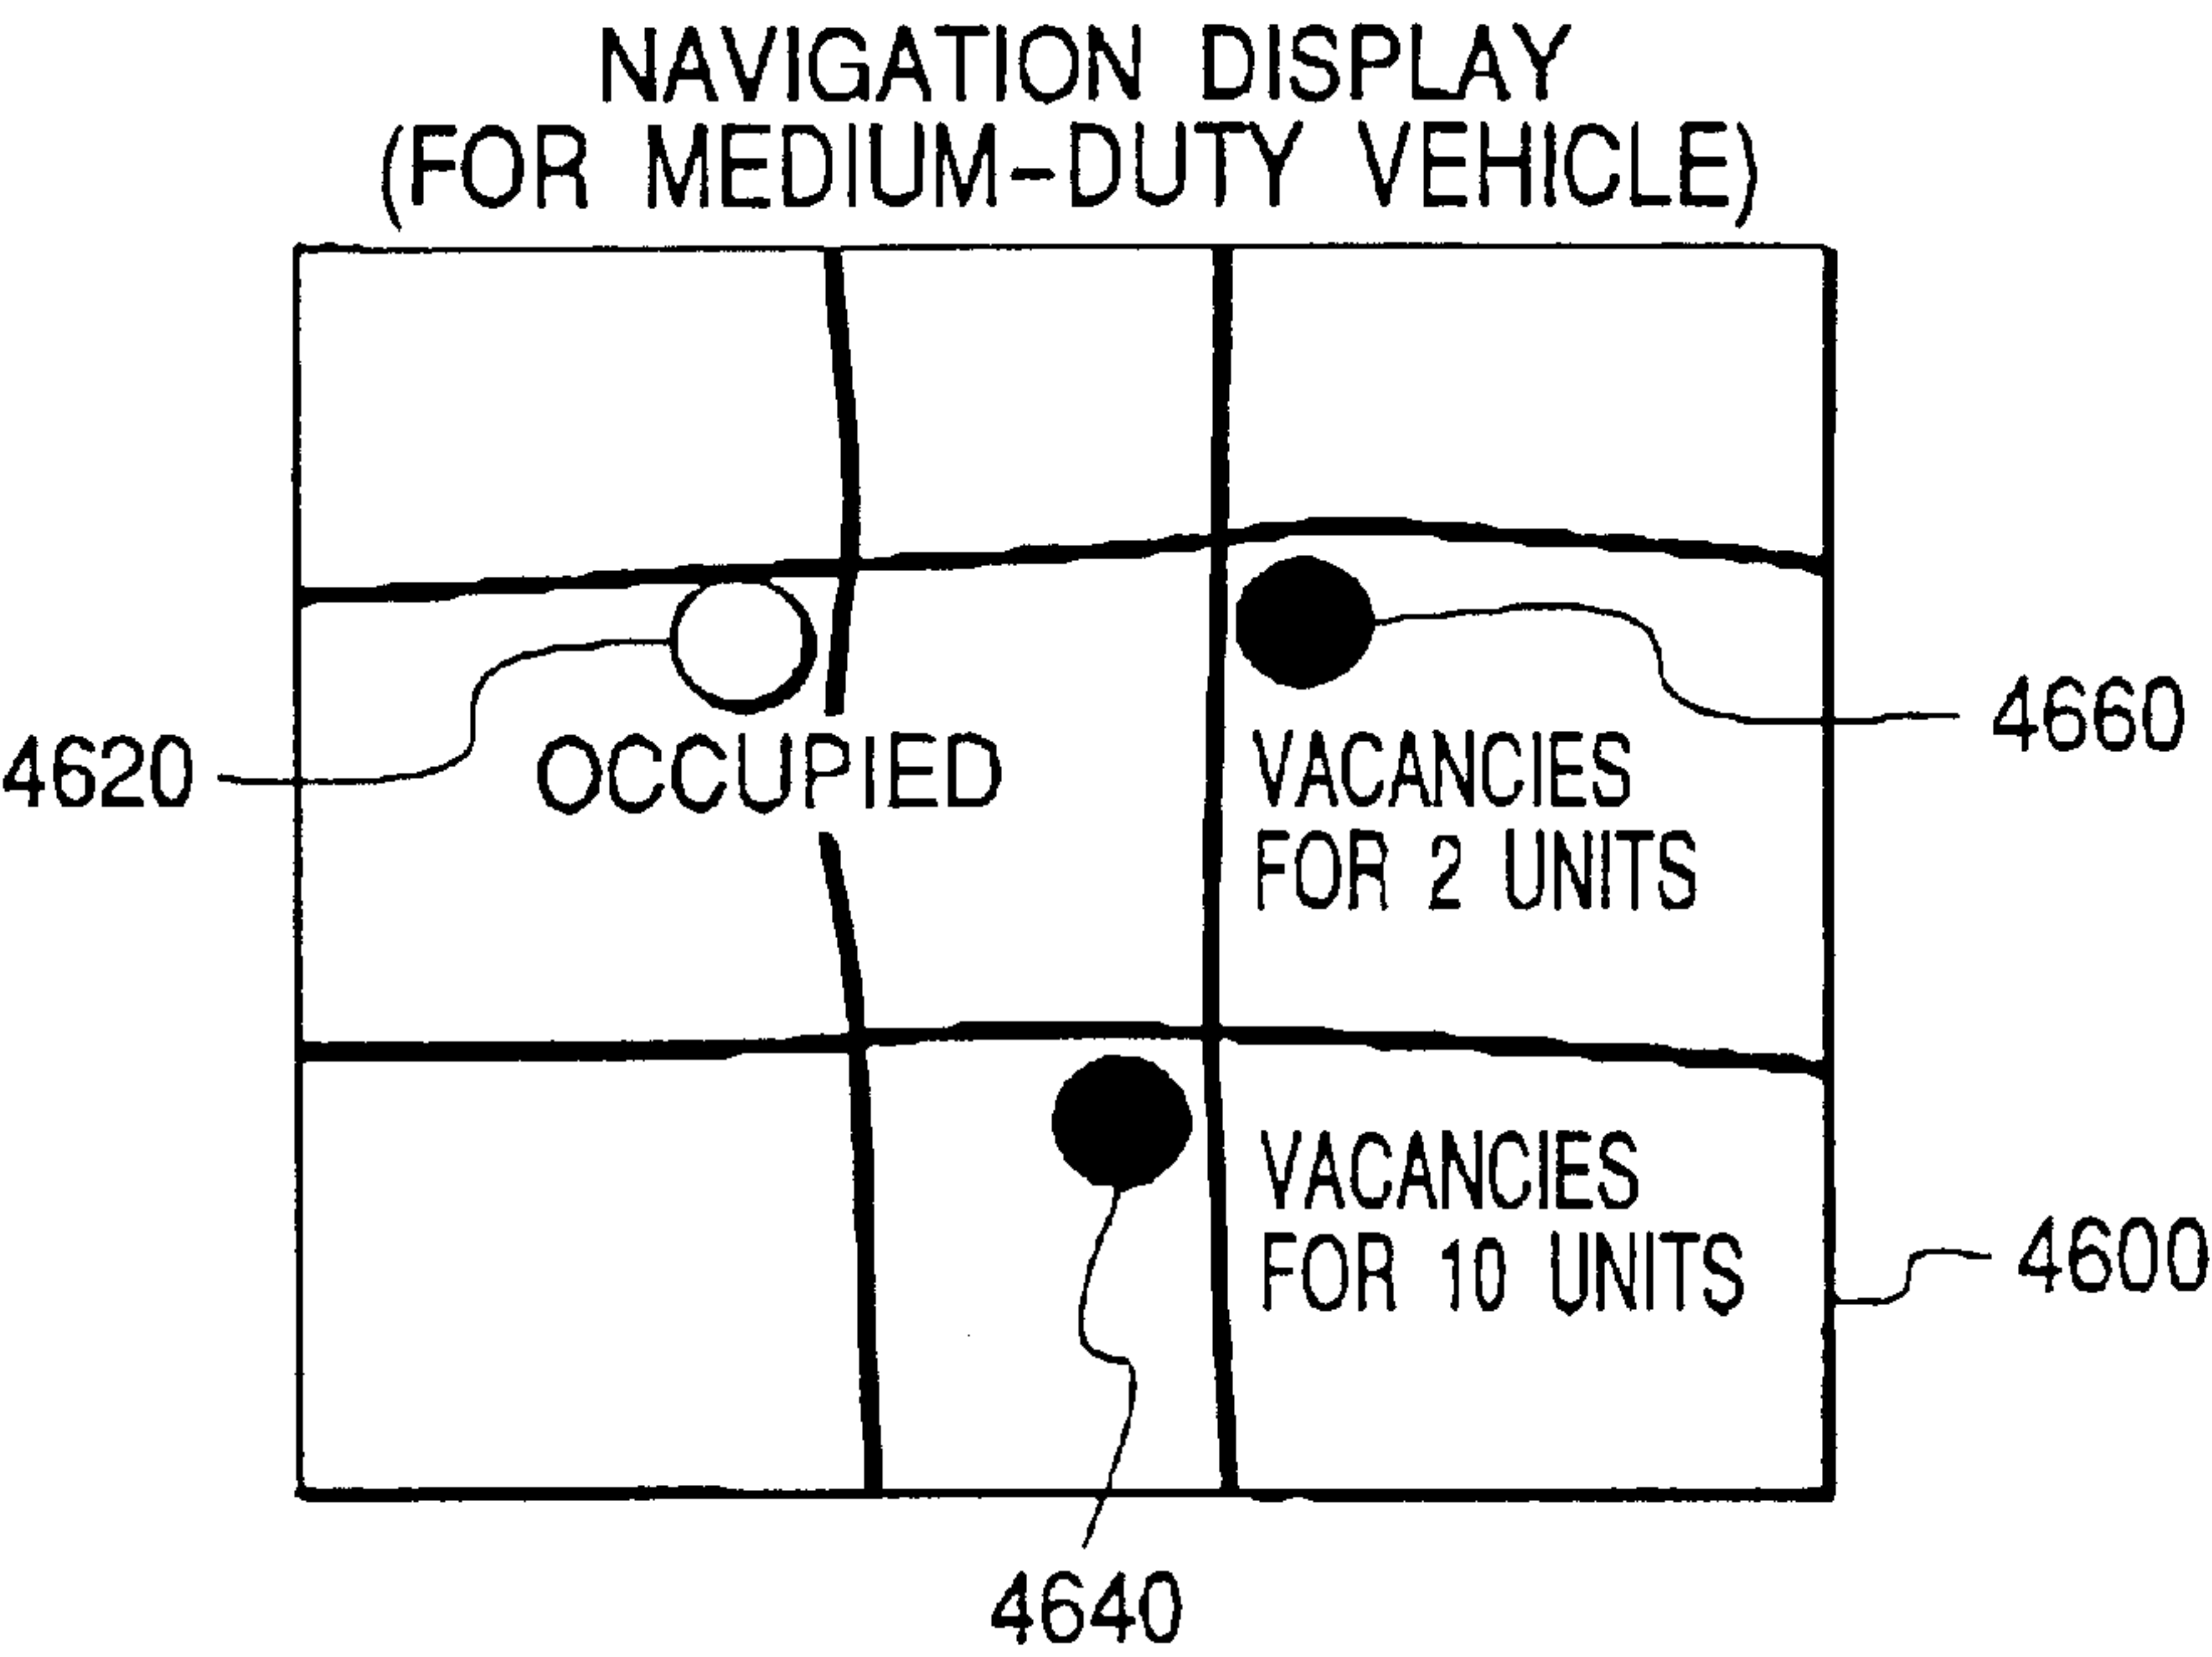 NAVIGATION DISPLAY
(FOR MEDIUM-DUTY VEHICLE)
4660
4620
OCCUPIED
VACANCIES
FOR 2 UNITS
VACANCIES
FOR 10 UNITS
4600
4640